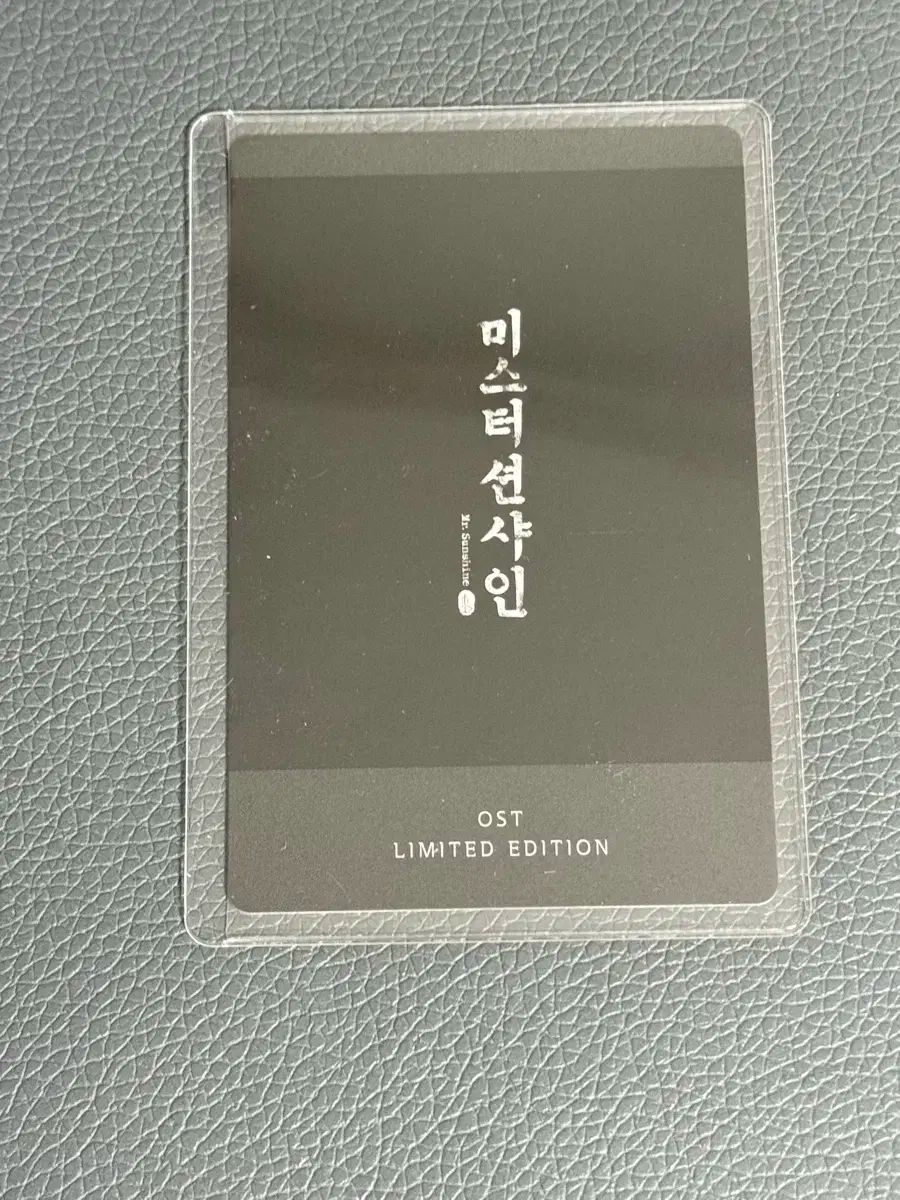 미스터 션샤인
Mr. Sunshine
OST
LIMITED EDITION